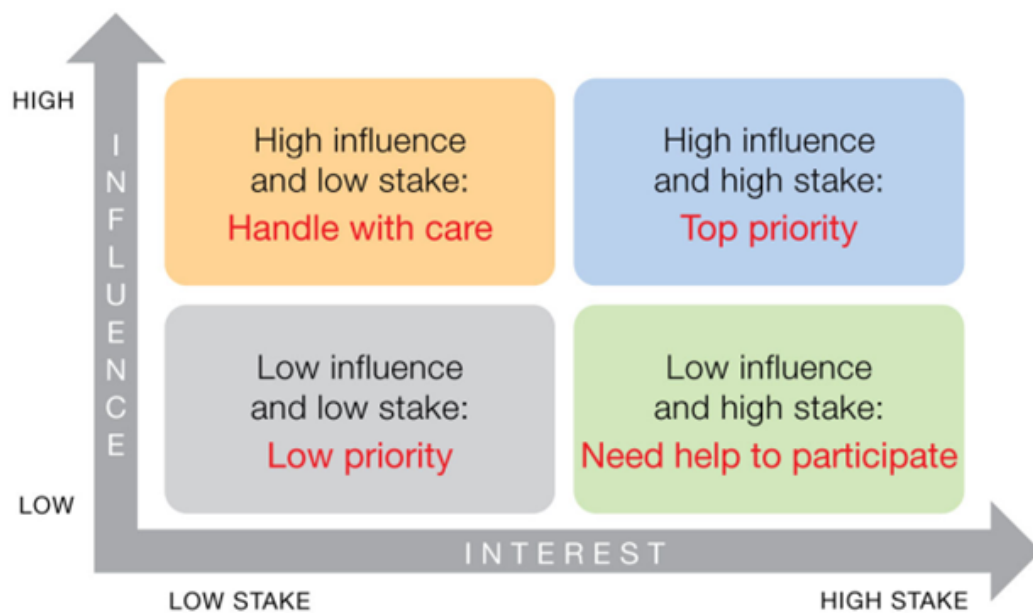 HIGH
INFLUENCE
High influence
and low stake:
Handle with care
High influence
and high stake:
Top priority
Low influence
and low stake:
Low priority
Low influence
and high stake:
Need help to participate
LOW
INTEREST
LOW STAKE
HIGH STAKE